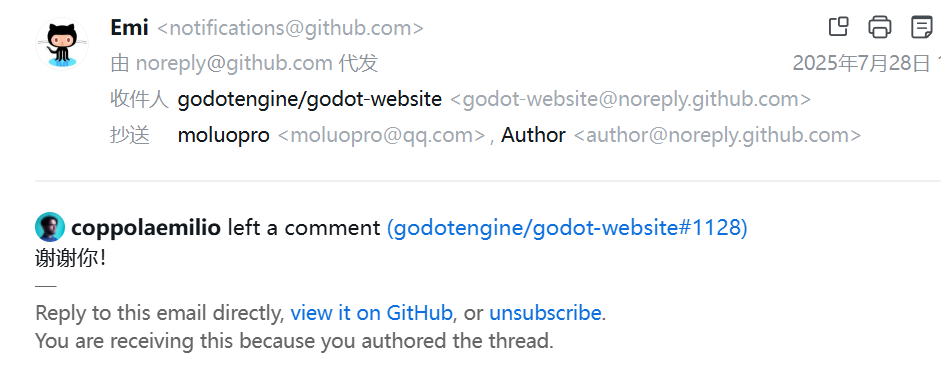 Emi <notifications@github.com>
由 noreply@github.com 代发
2025年7月28日
收件人 godotengine/godot-website <godot-website@noreply.github.com>
抄送 moluopro <moluopro@qq.com>, Author <author@noreply.github.com>
coppolaemilio left a comment (godotengine/godot-website#1128)
谢谢你！
—
Reply to this email directly, view it on GitHub, or unsubscribe.
You are receiving this because you authored the thread.